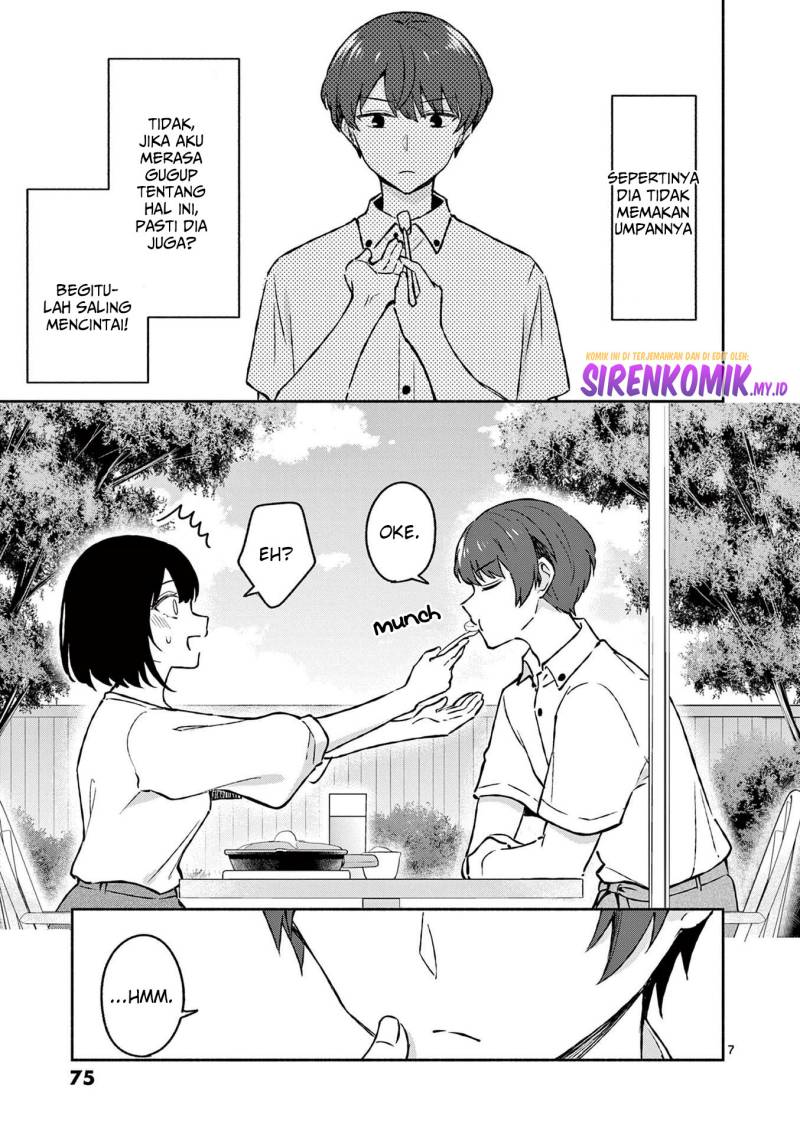 SEPERTINYA
DIA TIDAK
MEMAKAN
UMPANNYA
TIDAK,
JIKA AKU
MERASA
GUGUP
TENTANG
HAL INI,
PASTI DIA
JUGA?
BEGITU-
LAH SALING
MENCINTAI!
KOMIK INI DI TERJEMAHKAN DAN DI EDIT OLEH:
SIRENKOMIK.MY.ID
OKE.
EH?
munch
...HMM.
7
75